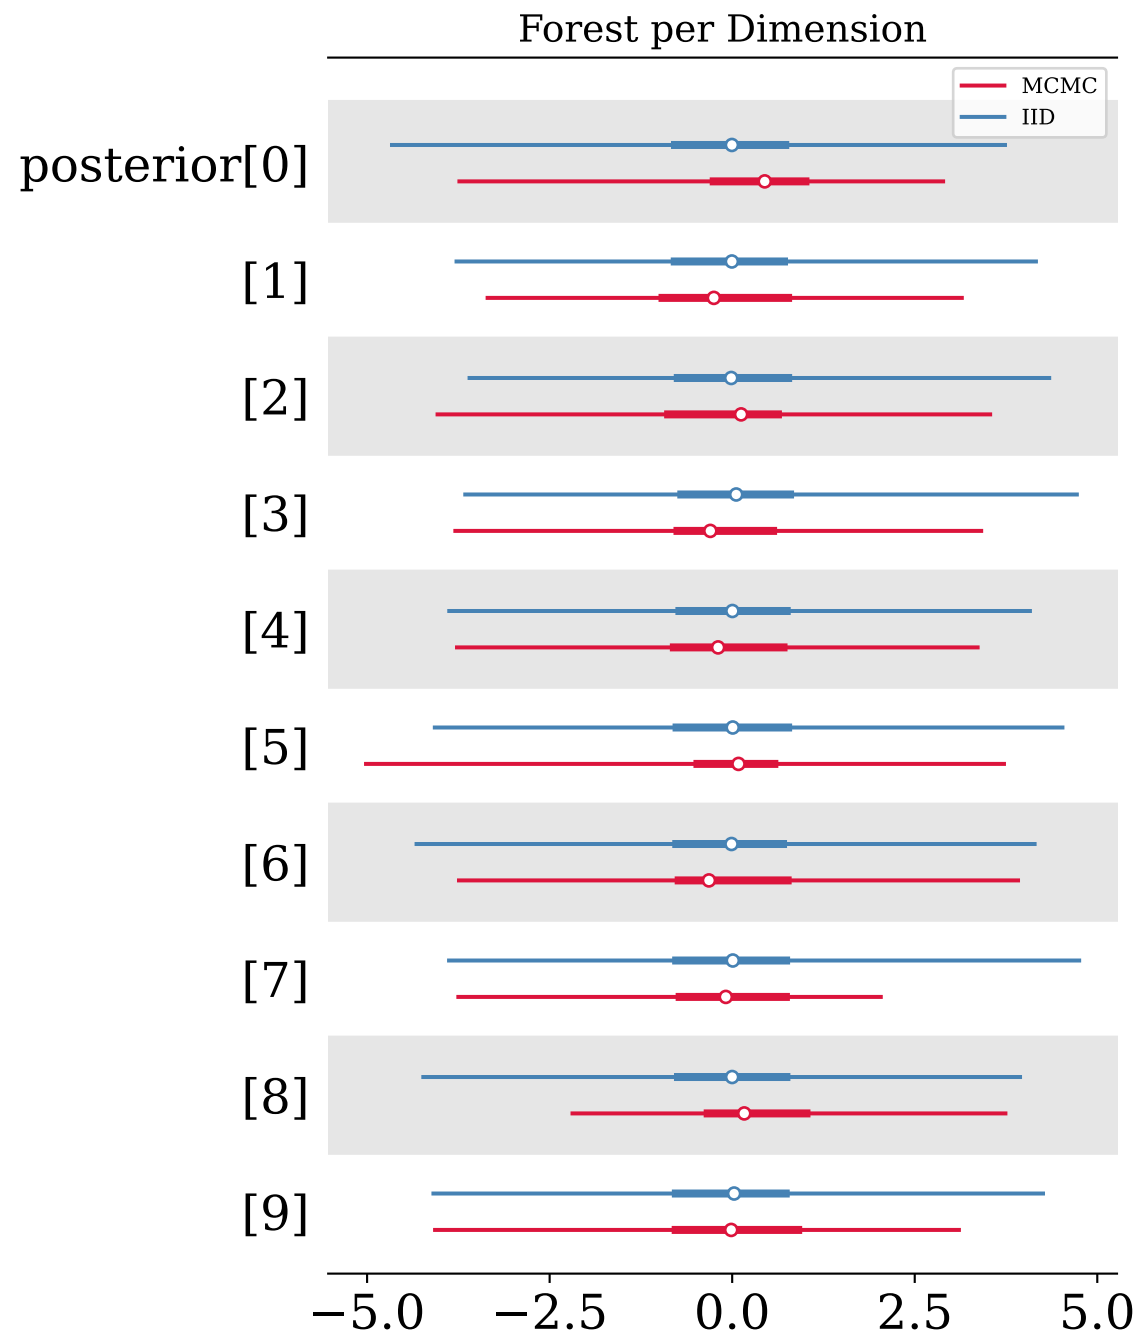 Forest per Dimension
MCMC
IID
posterior[0]
[1]
[2]
[3]
[4]
[5]
[6]
[7]
[8]
[9]
−5.0 −2.5 0.0 2.5 5.0